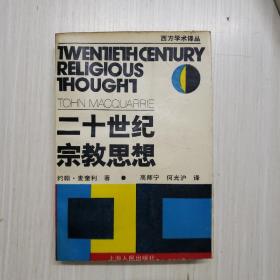 西方学术译丛
TWENTIETH CENTURY
RELIGIOUS
THOUGHT
TOHN MACQUARRIE
二十世纪
宗教思想
约翰·麦奎利 著 ● 高师宁 何光沪 译
上海人民出版社